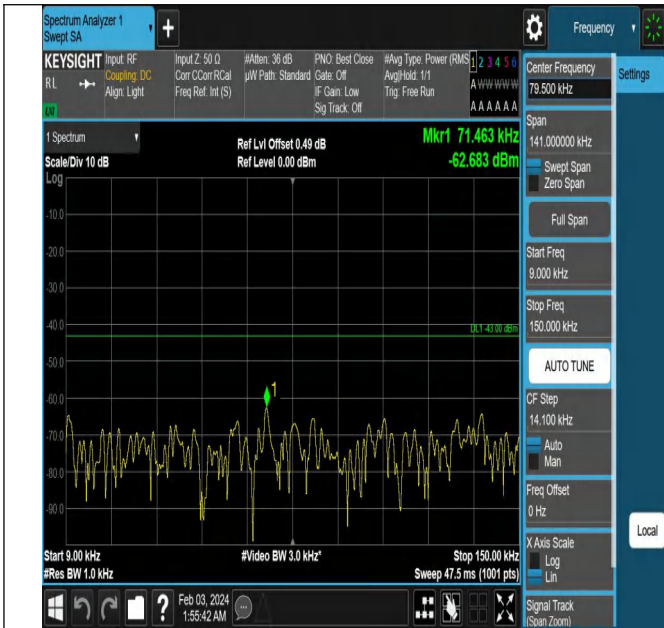 Spectrum Analyzer 1
Swept SA
+
Frequency
KEYSIGHT
RL
LXI
Input: RF
Coupling: DC
Align: Light
Input Z: 50 Ω
Corr CCorr RCal
Freq Ref: Int (S)
#Atten: 36 dB
µW Path: Standard
PNO: Best Close
Gate: Off
IF Gain: Low
Sig Track: Off
#Avg Type: Power (RMS
Avg|Hold: 1/1
Trig: Free Run
1 2 3 4 5 6
A W W W W W
A A A A A A
1 Spectrum
Scale/Div 10 dB
Log
Ref Lvl Offset 0.49 dB
Ref Level 0.00 dBm
Mkr1 71.463 kHz
-62.683 dBm
-10.0
-20.0
-30.0
-40.0
DL1 -43.00 dBm
-50.0
-60.0
1
-70.0
-80.0
-90.0
Start 9.00 kHz
#Res BW 1.0 kHz
#Video BW 3.0 kHz*
Stop 150.00 kHz
Sweep 47.5 ms (1001 pts)
?
Feb 03, 2024
1:55:42 AM
Center Frequency
79.500 kHz
Settings
Span
141.000000 kHz
Swept Span
Zero Span
Full Span
Start Freq
9.000 kHz
Stop Freq
150.000 kHz
AUTO TUNE
CF Step
14.100 kHz
Auto
Man
Freq Offset
0 Hz
Local
X Axis Scale
Log
Lin
Signal Track
(Span Zoom)